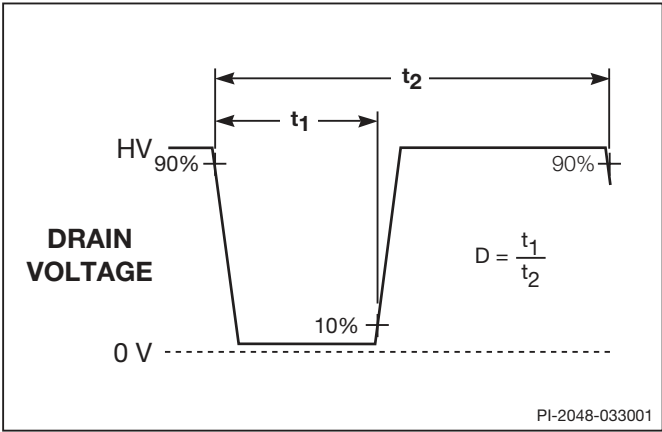 t2
t1
HV
90%
90%
DRAIN
VOLTAGE
D = t1
t2
10%
0 V
PI-2048-033001